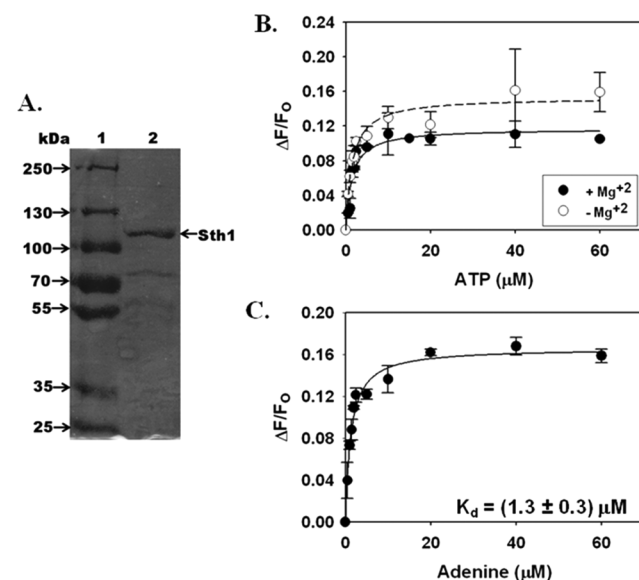 A.
kDa 1 2
250
130
100
70
55
35
25
Sth1
B.
ΔF/F₀
0.24
0.20
0.16
0.12
0.08
0.04
0.00
0 20 40 60
ATP (μM)
+ Mg⁺²
- Mg⁺²
C.
ΔF/F₀
0.20
0.16
0.12
0.08
0.04
0.00
0 20 40 60
K_d = (1.3 ± 0.3) μM
Adenine (μM)